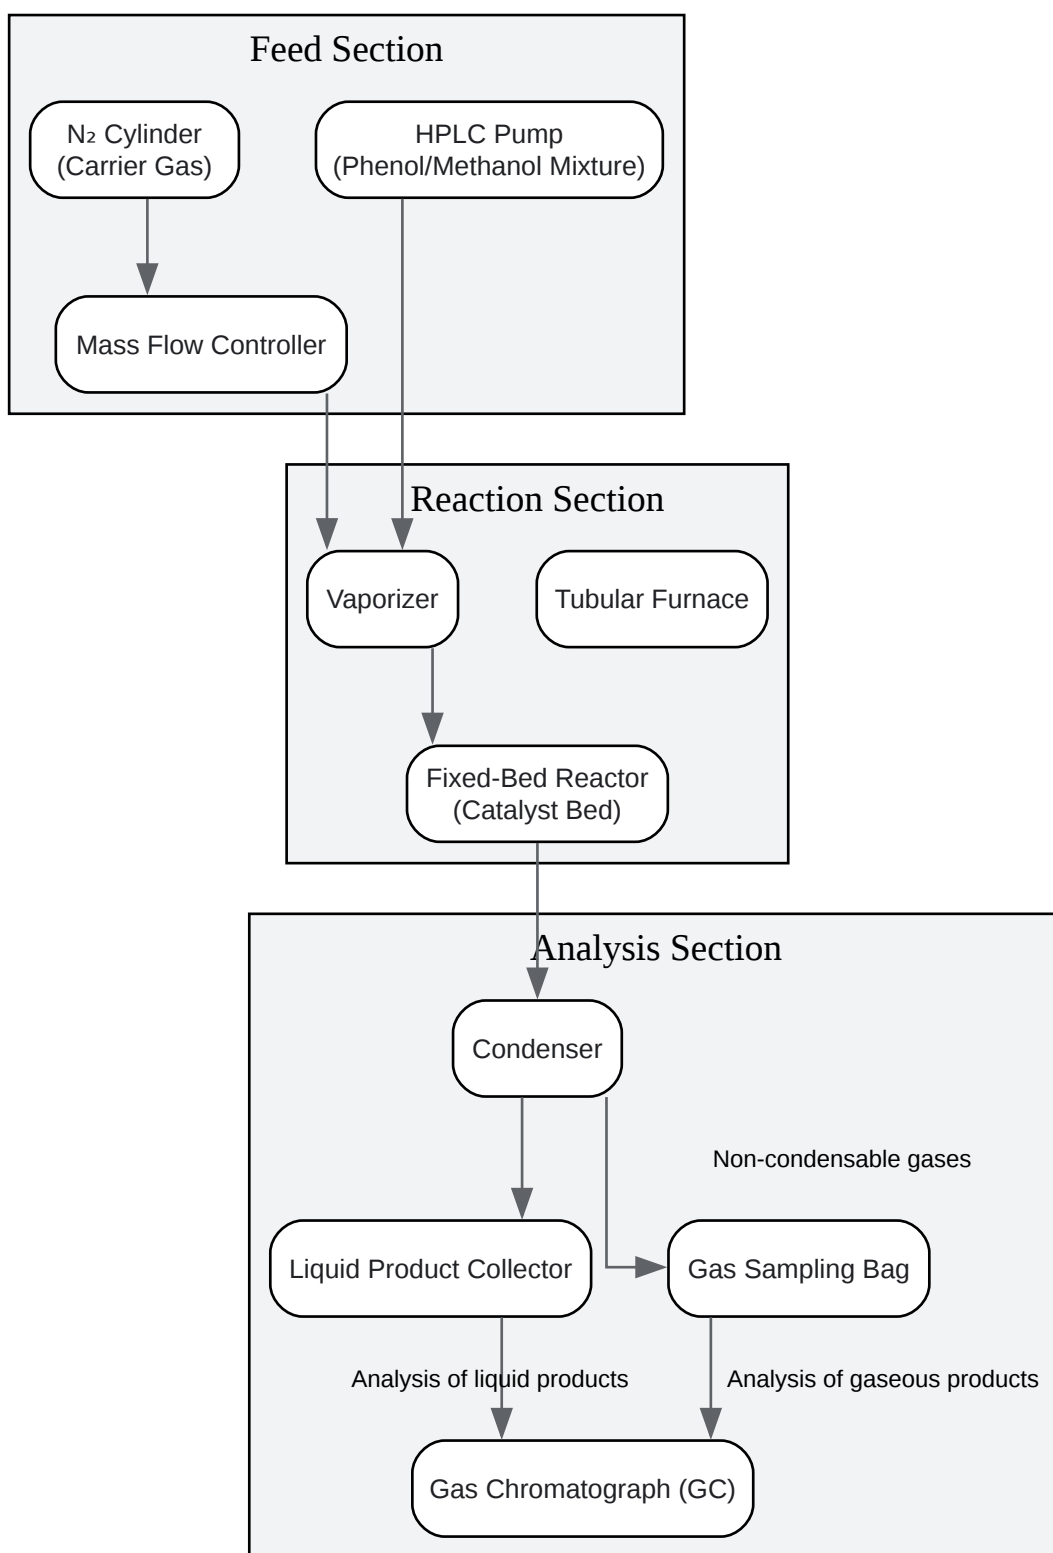 Feed Section
N₂ Cylinder
(Carrier Gas)
HPLC Pump
(Phenol/Methanol Mixture)
Mass Flow Controller
Reaction Section
Vaporizer
Tubular Furnace
Fixed-Bed Reactor
(Catalyst Bed)
Analysis Section
Condenser
Non-condensable gases
Liquid Product Collector
Gas Sampling Bag
Analysis of liquid products
Analysis of gaseous products
Gas Chromatograph (GC)